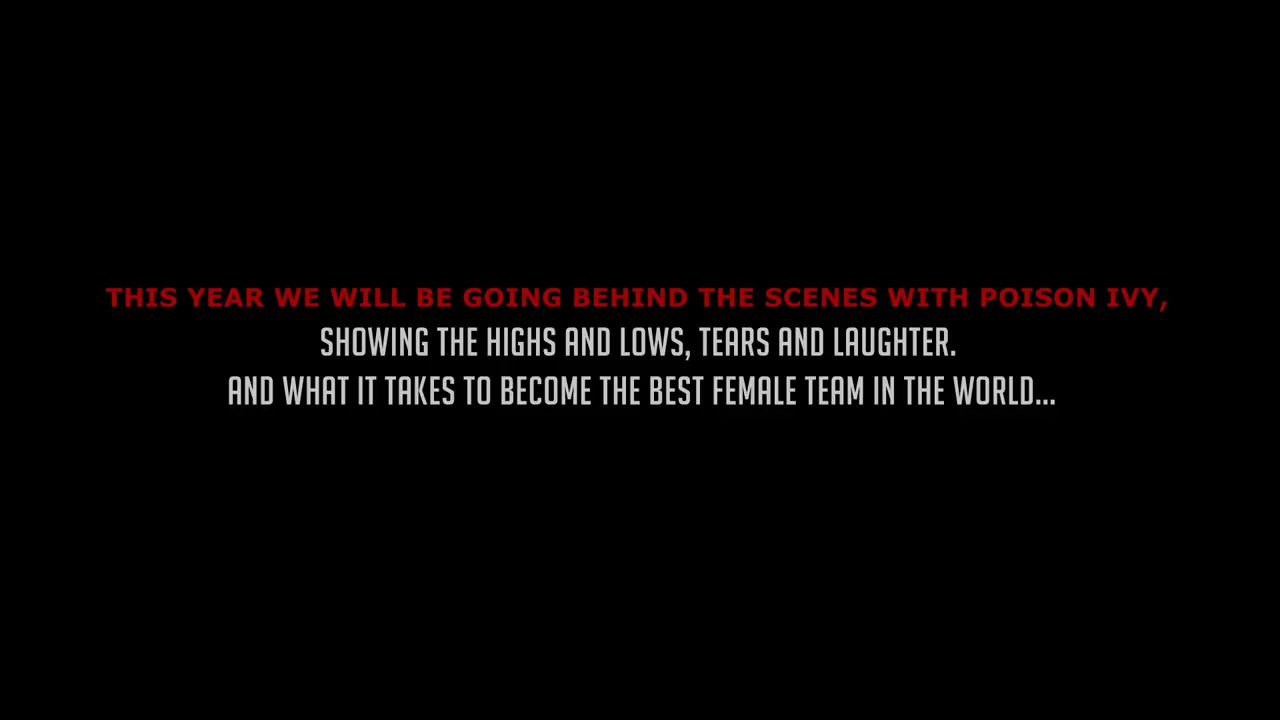 THIS YEAR WE WILL BE GOING BEHIND THE SCENES WITH POISON IVY,
SHOWING THE HIGHS AND LOWS, TEARS AND LAUGHTER.
AND WHAT IT TAKES TO BECOME THE BEST FEMALE TEAM IN THE WORLD...